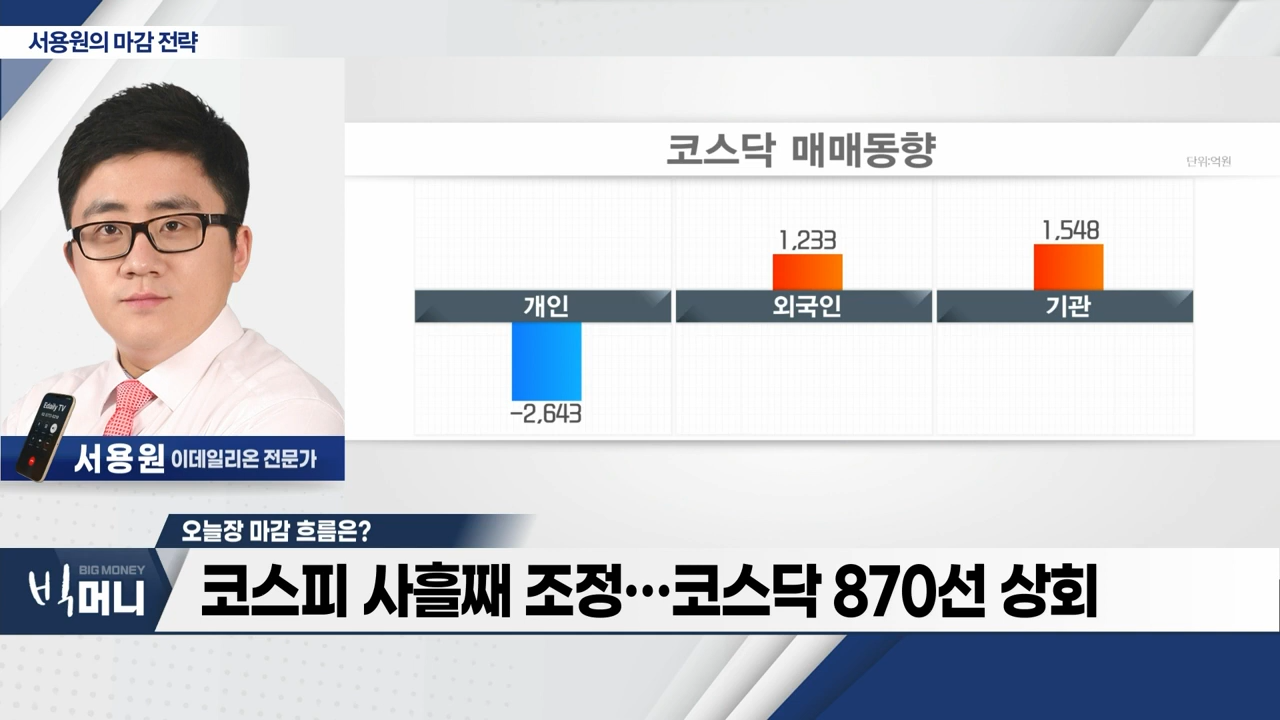 서용원의 마감 전략
코스닥 매매동향
단위:억원
1,233
1,548
개인
외국인
기관
-2,643
Edaily TV
서용원 이데일리온 전문가
오늘장 마감 흐름은?
BIG MONEY
빅머니
코스피 사흘째 조정…코스닥 870선 상회